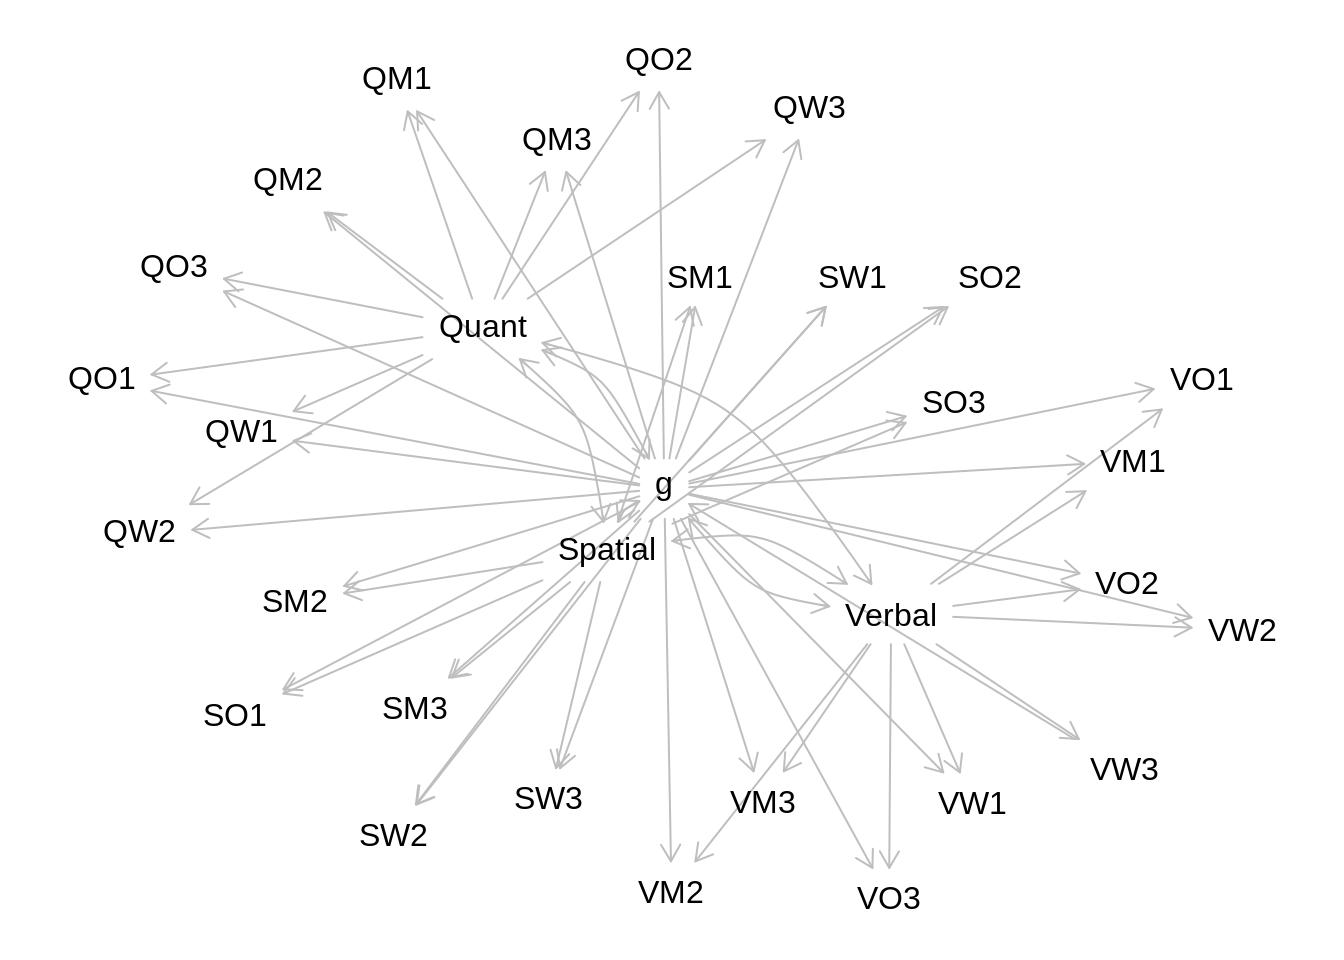 QO2
QM1
QW3
QM3
QM2
QO3
SM1
SW1
SO2
Quant
QO1
VO1
SO3
QW1
VM1
g
QW2
Spatial
VO2
SM2
Verbal
VW2
SM3
SO1
VW3
SW3
VM3
VW1
SW2
VM2
VO3